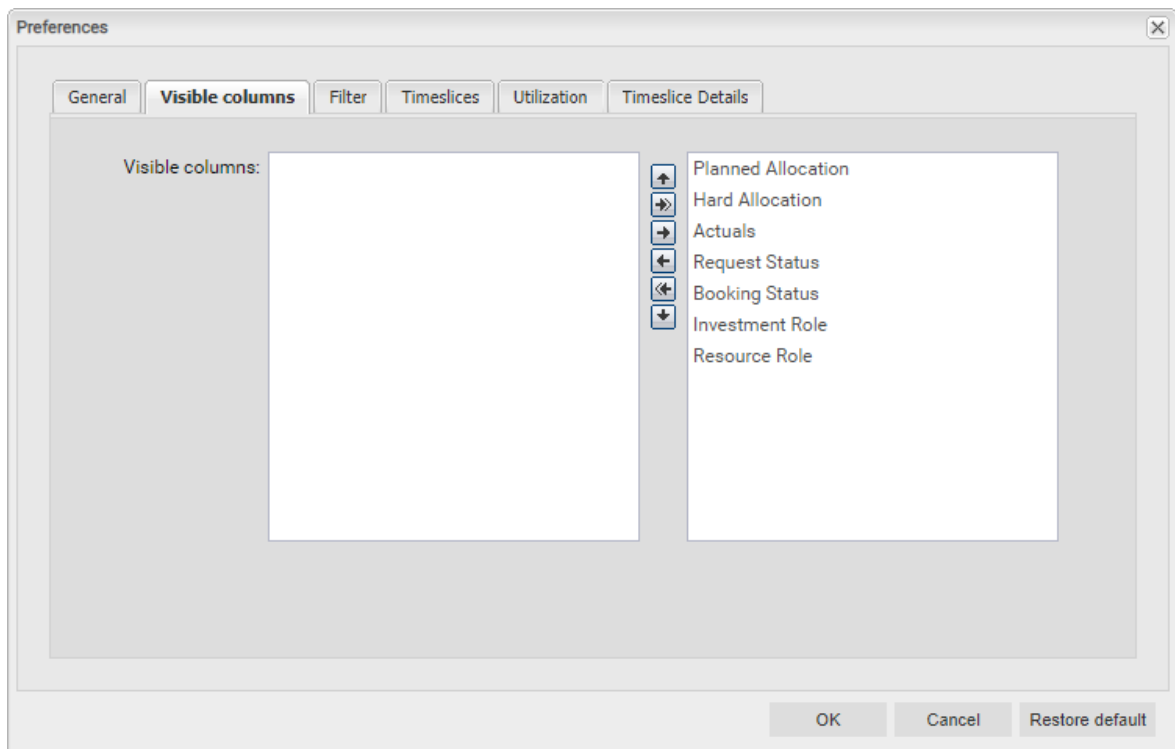 Preferences
General Visible columns Filter Timeslices Utilization Timeslice Details
Visible columns:
Planned Allocation
Hard Allocation
Actuals
Request Status
Booking Status
Investment Role
Resource Role
OK Cancel Restore default